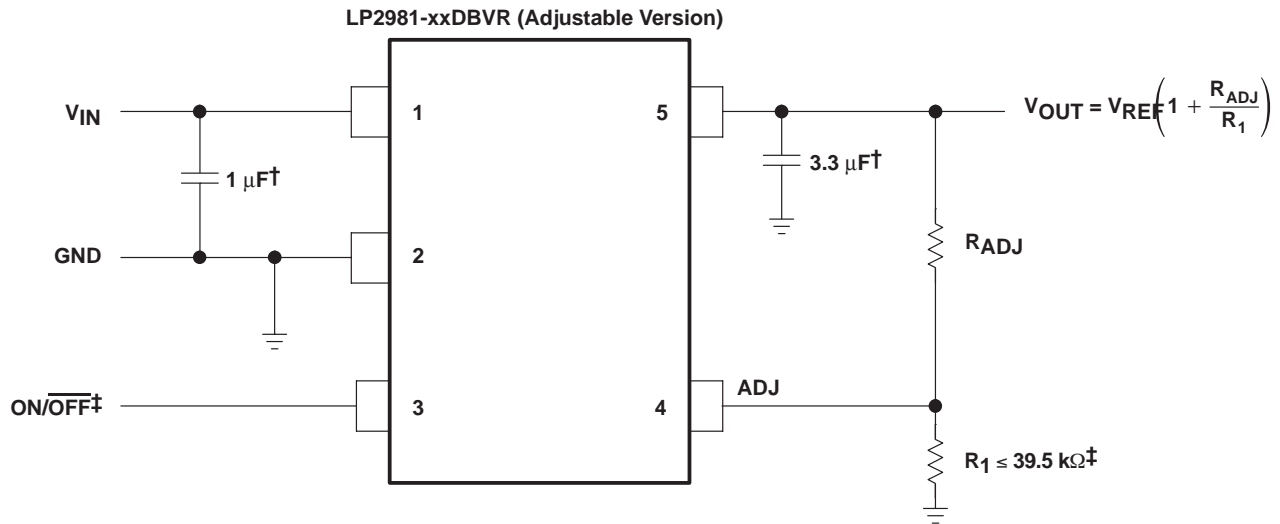 LP2981-xxDBVR (Adjustable Version)
VIN
1
5
VOUT = VREF(1 + RADJ/R1)
1 μF†
3.3 μF†
GND
2
RADJ
ON/O̅F̅F̅‡
3
4
ADJ
R1 ≤ 39.5 kΩ‡